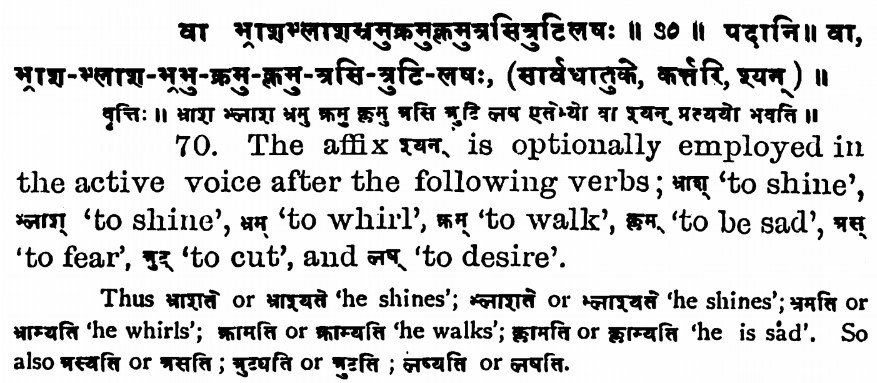 वा भ्राशभ्लाशभ्रमुक्रमुक्लमुत्रसित्रुटिलषः ॥ ७० ॥ पदानि ॥ वा,
भ्राश-भ्लाश-भ्रमु-क्रमु-क्लमु-त्रसि-त्रुटि-लषः, (सार्वधातुके, कर्त्तरि, श्यन्) ॥
वृत्तिः ॥ भ्राश भ्लाश भ्रमु क्रमु क्लमु त्रसि त्रुटि लष एतेभ्यो वा श्यन् प्रत्ययो भवति ॥
70. The affix श्यन् is optionally employed in
the active voice after the following verbs; भ्राश् 'to shine',
भ्लाश् 'to shine', भ्रम् 'to whirl', क्रम् 'to walk', क्लम् 'to be sad', त्रस्
'to fear', त्रुट् 'to cut', and लष् 'to desire'.
Thus भ्राशते or भ्राश्यते 'he shines'; भ्लाशते or भ्लाश्यते 'he shines'; भ्रमति or
भ्राम्यति 'he whirls'; क्रामति or क्राम्यति 'he walks'; क्लामति or क्लाम्यति 'he is sad'. So
also त्रस्यति or त्रसति; त्रुट्यति or त्रुटति; लष्यति or लषति.